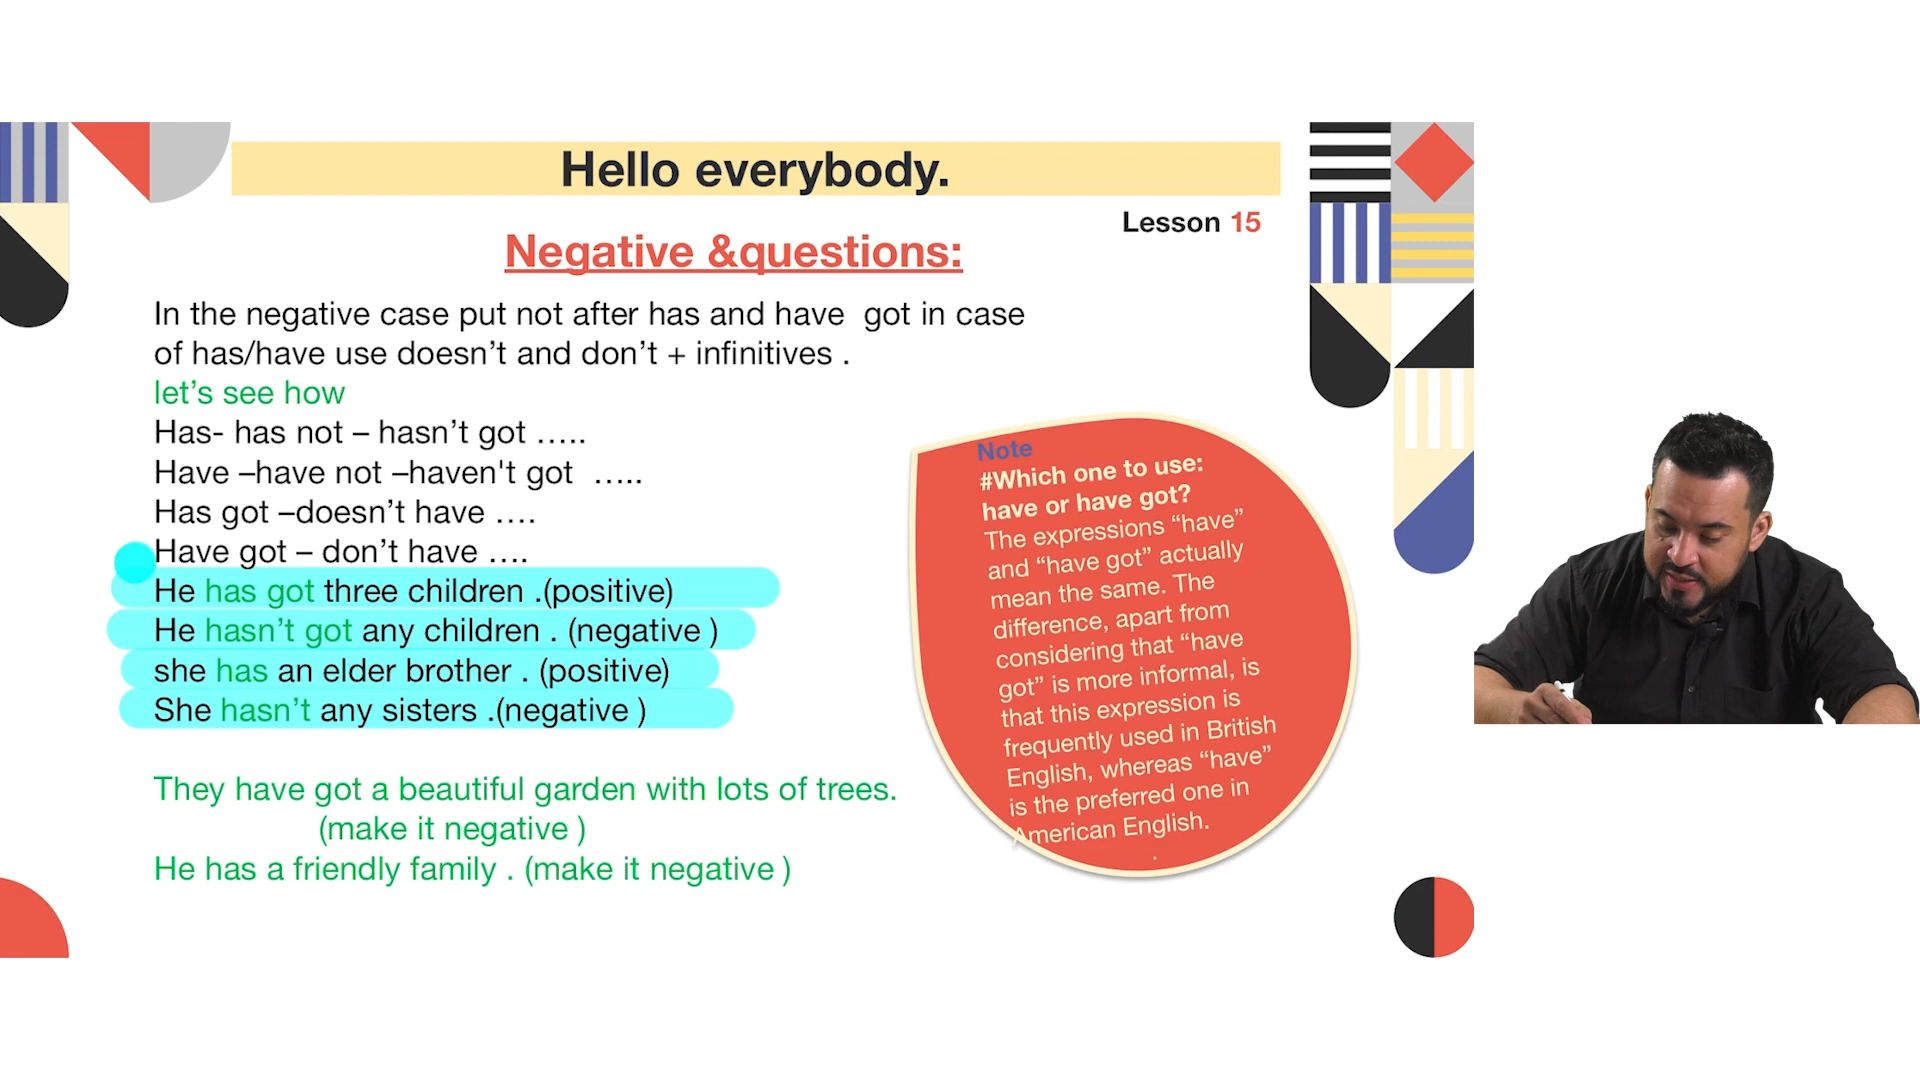 Hello everybody.
Lesson 15
Negative &questions:
In the negative case put not after has and have  got in case
of has/have use doesn’t and don’t + infinitives .
let’s see how
Has- has not – hasn’t got …..
Have –have not –haven't got  …..
Has got –doesn’t have ….
Have got – don’t have ….
He has got three children .(positive)
He hasn’t got any children . (negative )
she has an elder brother . (positive)
She hasn’t any sisters .(negative )
They have got a beautiful garden with lots of trees.
(make it negative )
He has a friendly family . (make it negative )
Note
#Which one to use:
have or have got?
The expressions “have”
and “have got” actually
mean the same. The
difference, apart from
considering that “have
got” is more informal, is
that this expression is
frequently used in British
English, whereas “have”
is the preferred one in
American English.
.